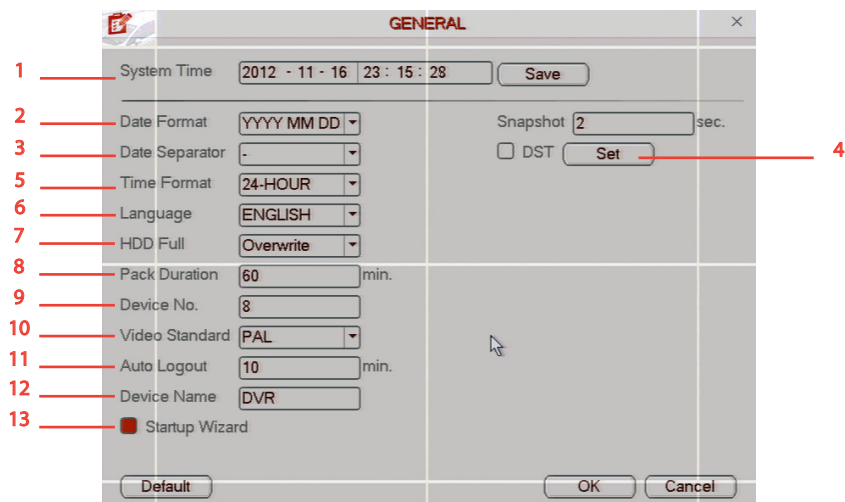 GENERAL ×
1 System Time 2012 - 11 - 16 23 : 15 : 28 Save
2 Date Format YYYY MM DD Snapshot 2 sec.
3 Date Separator - DST Set 4
5 Time Format 24-HOUR
6 Language ENGLISH
7 HDD Full Overwrite
8 Pack Duration 60 min.
9 Device No. 8
10 Video Standard PAL
11 Auto Logout 10 min.
12 Device Name DVR
13 Startup Wizard
Default OK Cancel